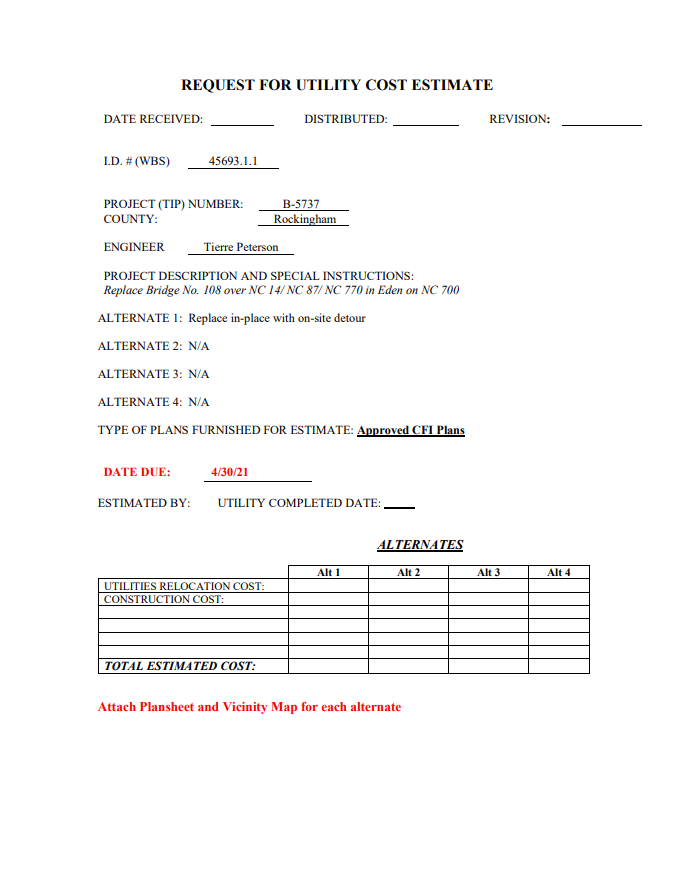 REQUEST FOR UTILITY COST ESTIMATE
DATE RECEIVED: DISTRIBUTED: REVISION:
I.D. # (WBS) 45693.1.1
PROJECT (TIP) NUMBER: B-5737
COUNTY: Rockingham
ENGINEER Tierre Peterson
PROJECT DESCRIPTION AND SPECIAL INSTRUCTIONS:
Replace Bridge No. 108 over NC 14/ NC 87/ NC 770 in Eden on NC 700
ALTERNATE 1: Replace in-place with on-site detour
ALTERNATE 2: N/A
ALTERNATE 3: N/A
ALTERNATE 4: N/A
TYPE OF PLANS FURNISHED FOR ESTIMATE: Approved CFI Plans
DATE DUE: 4/30/21
ESTIMATED BY: UTILITY COMPLETED DATE:
ALTERNATES
Alt 1 Alt 2 Alt 3 Alt 4
UTILITIES RELOCATION COST:
CONSTRUCTION COST:
TOTAL ESTIMATED COST:
Attach Plansheet and Vicinity Map for each alternate